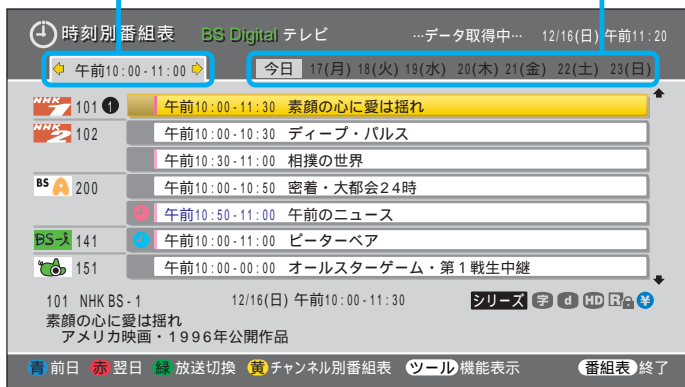 時刻別番組表 BS Digital テレビ …データ取得中… 12/16(日) 午前11:20
午前10:00-11:00 今日 17(月) 18(火) 19(水) 20(木) 21(金) 22(土) 23(日)
NHK 101 1 午前10:00-11:30 素顔の心に愛は揺れ
NHK 2 102 午前10:00-10:30 ディープ・パルス
午前10:30-11:00 相撲の世界
BS 200 午前10:00-10:50 密着・大都会24時
午前10:50-11:00 午前のニュース
BS-i 141 午前10:00-11:00 ピーターベア
151 午前10:00-00:00 オールスターゲーム・第1戦生中継
101 NHK BS-1 12/16(日) 午前10:00-11:30 シリーズ 字 d HD R ¥
素顔の心に愛は揺れ
アメリカ映画・1996年公開作品
青 前日 赤 翌日 緑 放送切換 黄 チャンネル別番組表 ツール 機能表示 番組表 終了